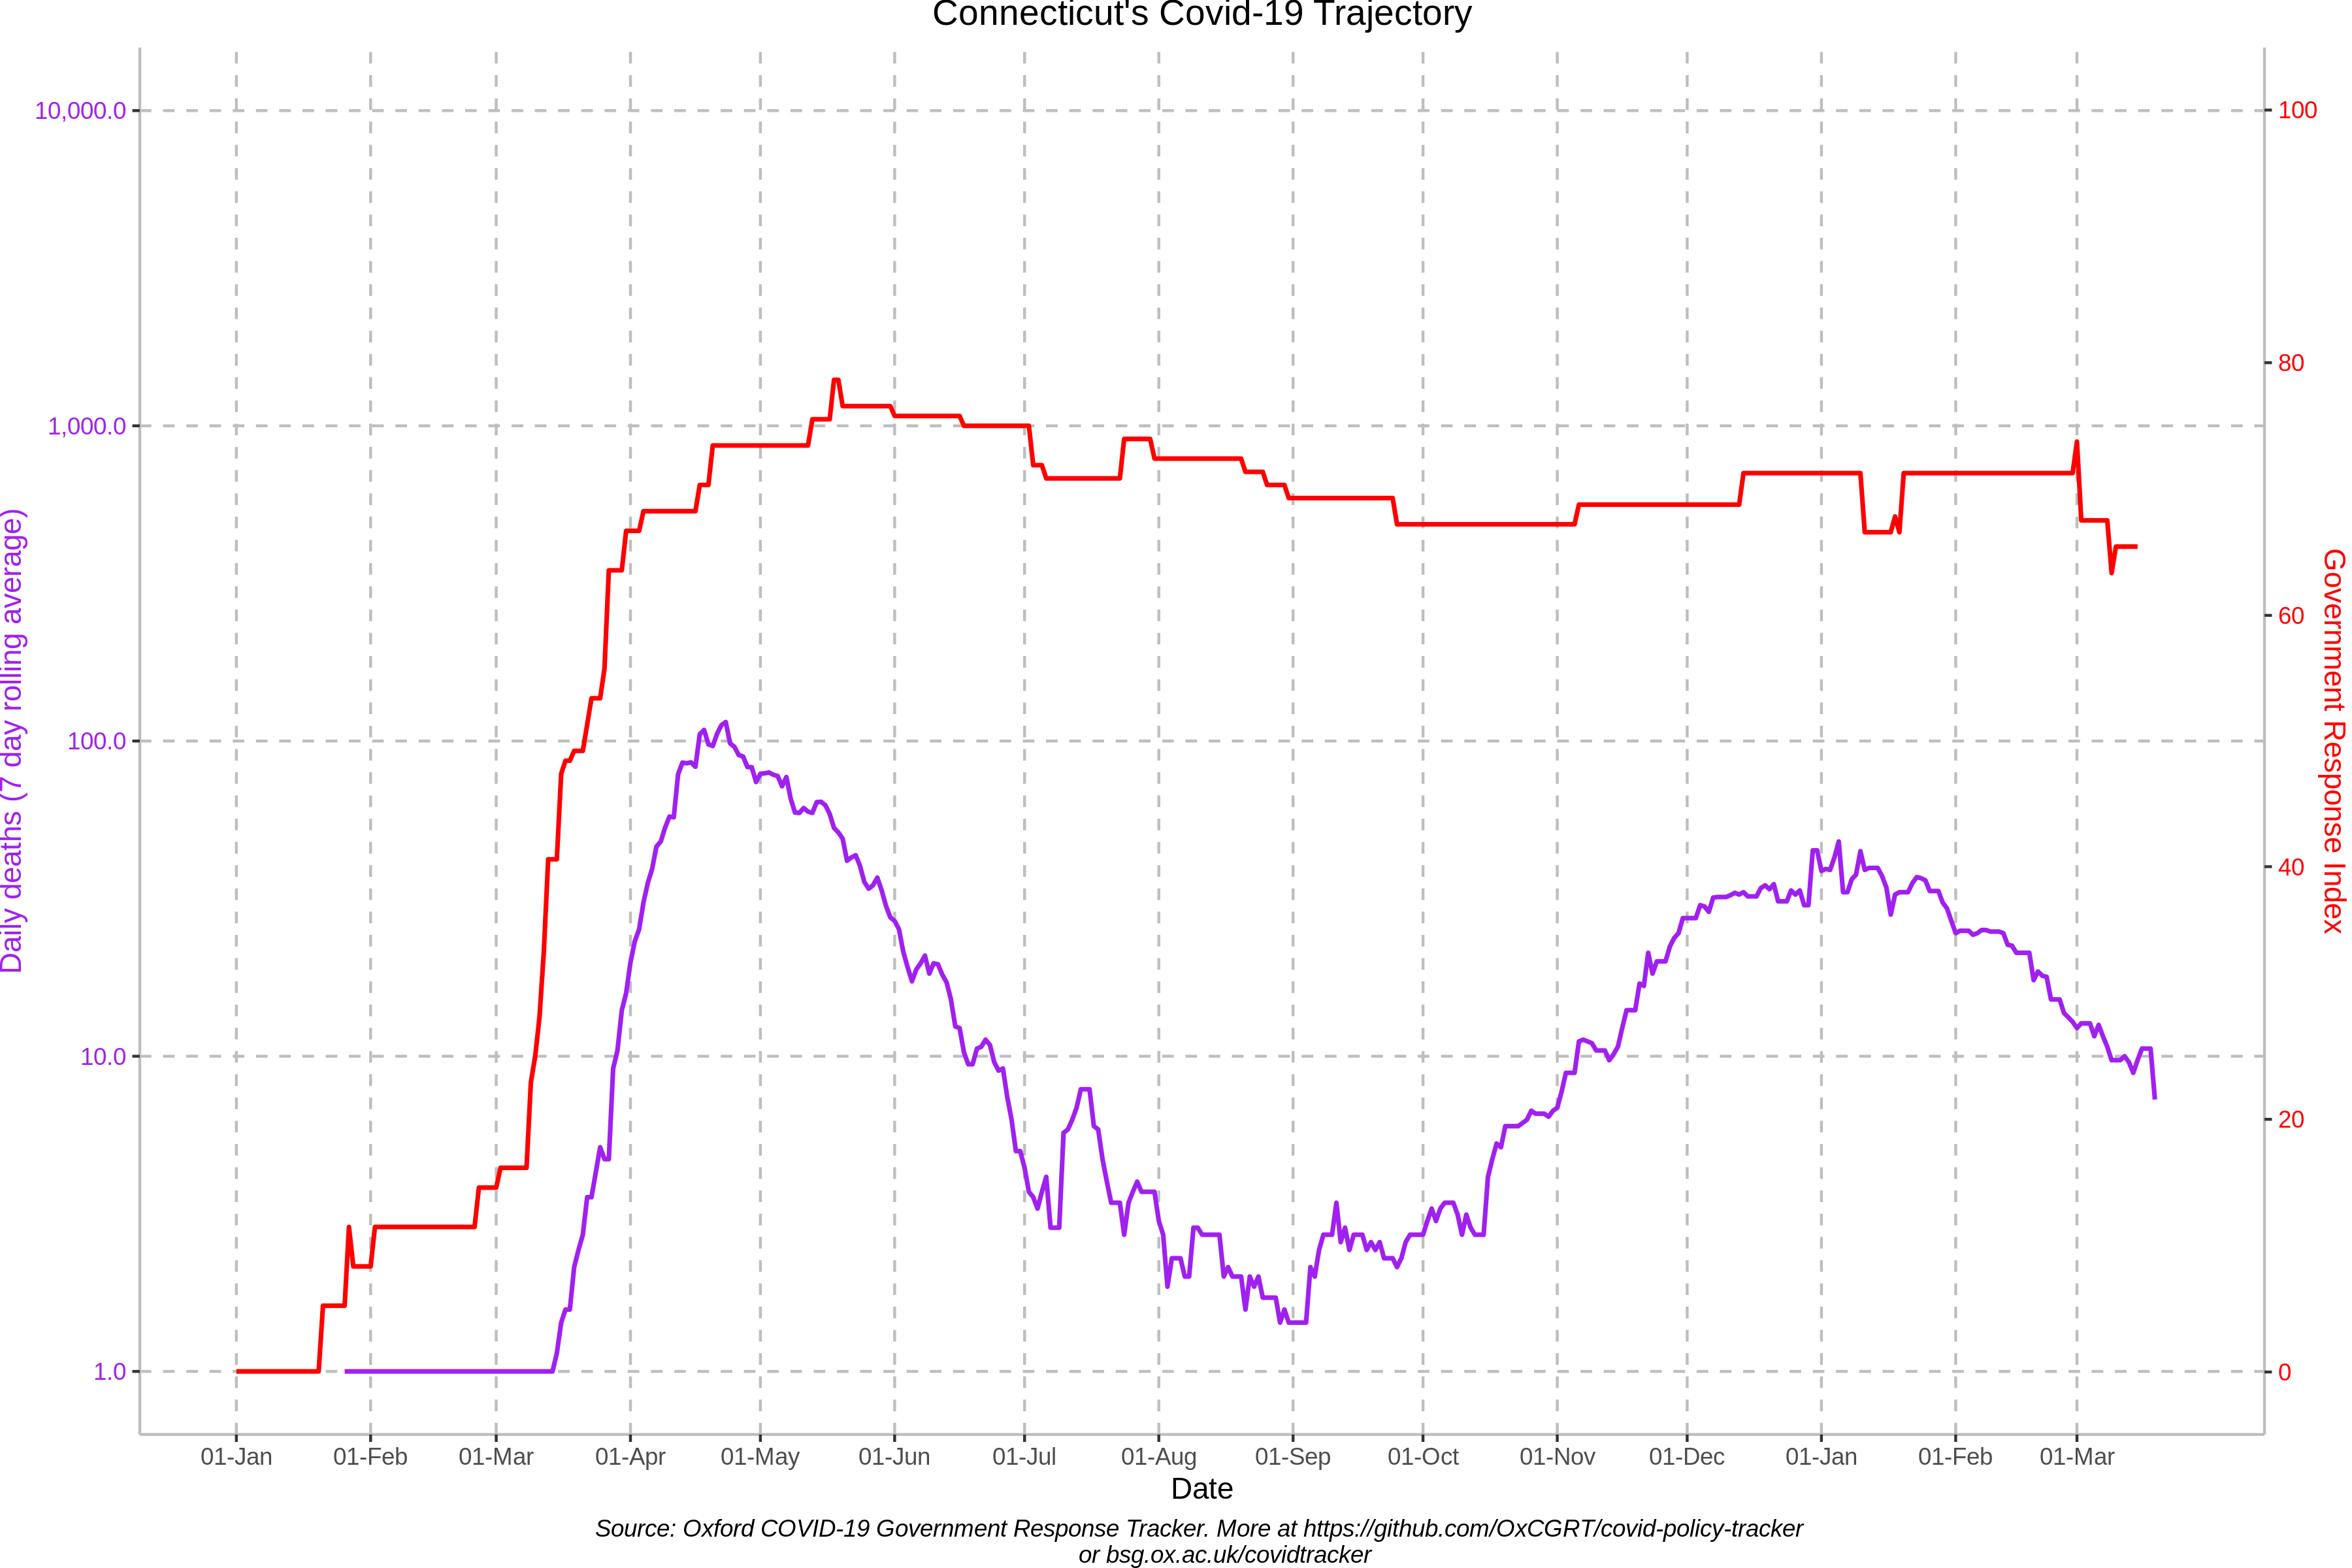 Connecticut's Covid-19 Trajectory
10,000.0
1,000.0
100.0
10.0
1.0
Daily deaths (7 day rolling average)
100
80
60
40
20
0
Government Response Index
01-Jan 01-Feb 01-Mar 01-Apr 01-May 01-Jun 01-Jul 01-Aug 01-Sep 01-Oct 01-Nov 01-Dec 01-Jan 01-Feb 01-Mar
Date
Source: Oxford COVID-19 Government Response Tracker. More at https://github.com/OxCGRT/covid-policy-tracker
or bsg.ox.ac.uk/covidtracker